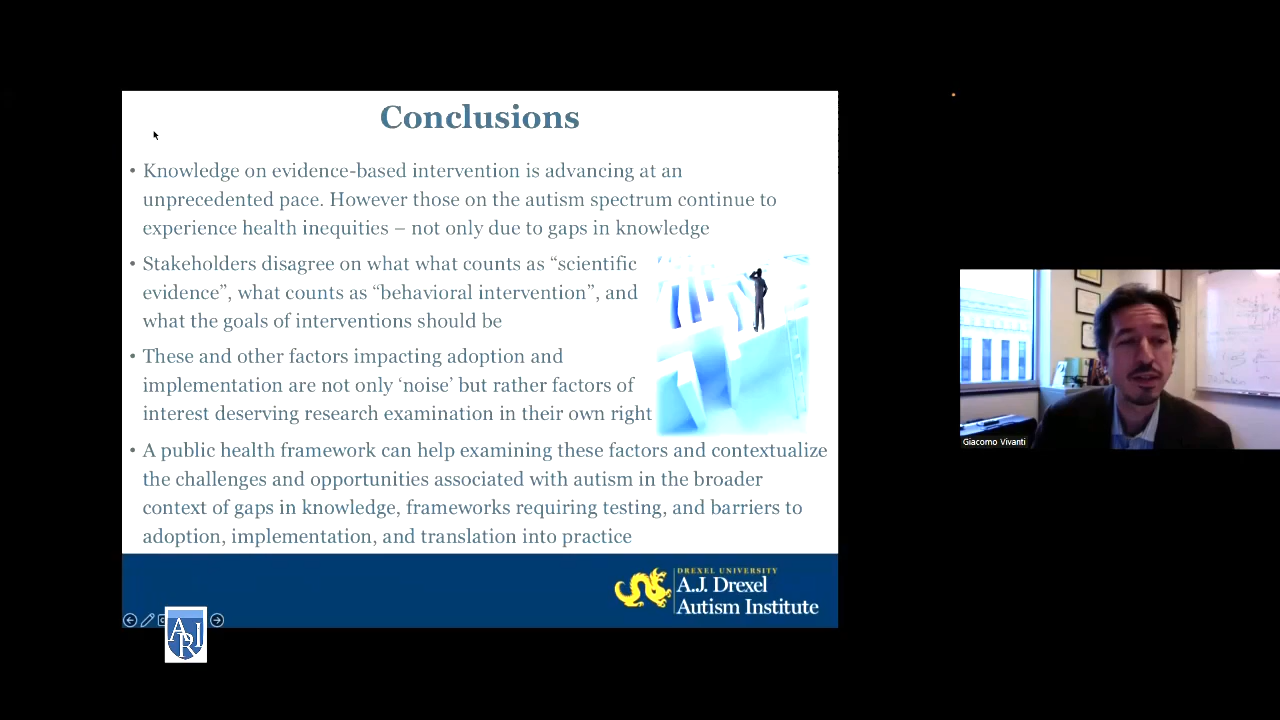 Conclusions
• Knowledge on evidence-based intervention is advancing at an
unprecedented pace. However those on the autism spectrum continue to
experience health inequities – not only due to gaps in knowledge
• Stakeholders disagree on what what counts as “scientific
evidence”, what counts as “behavioral intervention”, and
what the goals of interventions should be
• These and other factors impacting adoption and
implementation are not only ‘noise’ but rather factors of
interest deserving research examination in their own right
• A public health framework can help examining these factors and contextualize
the challenges and opportunities associated with autism in the broader
context of gaps in knowledge, frameworks requiring testing, and barriers to
adoption, implementation, and translation into practice
DREXEL UNIVERSITY
A.J. Drexel
Autism Institute
ARI
Giacomo Vivanti